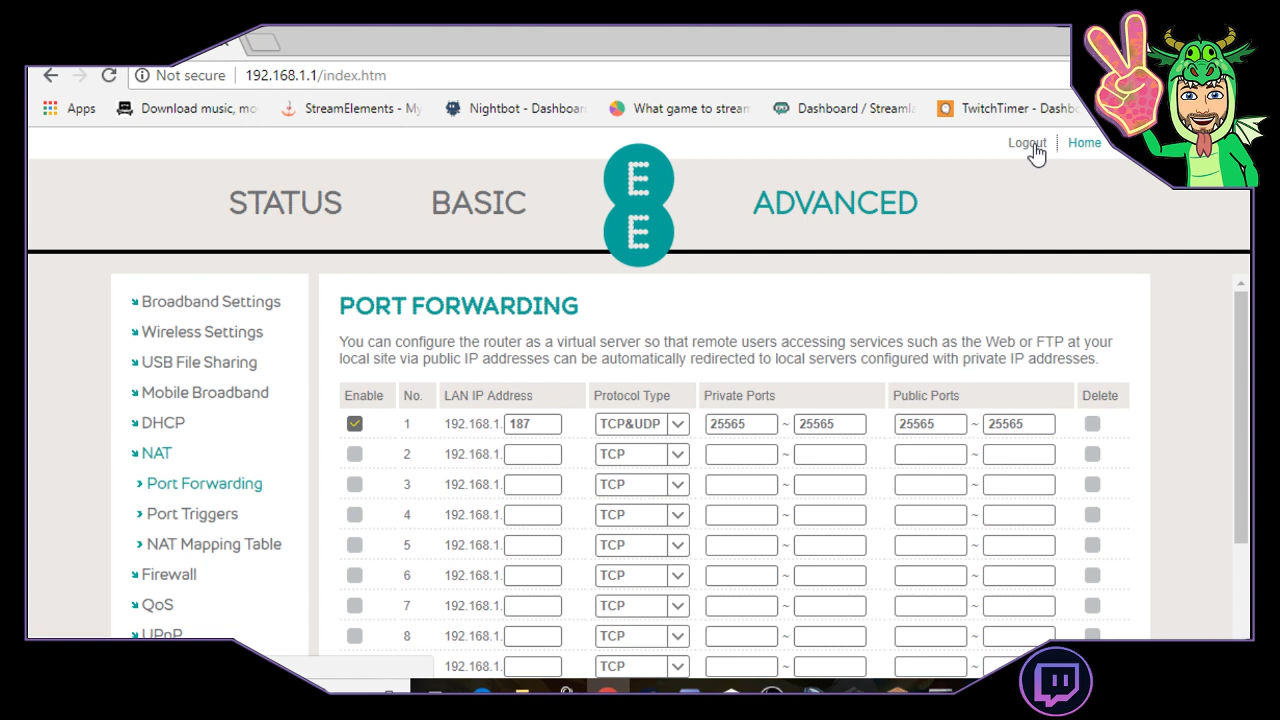 Not secure | 192.168.1.1/index.htm
Apps Download music, mo StreamElements - My Nightbot - Dashboar What game to stream Dashboard / Streamla TwitchTimer - Dashb
Logout | Home
STATUS BASIC E E ADVANCED
Broadband Settings
Wireless Settings
USB File Sharing
Mobile Broadband
DHCP
NAT
Port Forwarding
Port Triggers
NAT Mapping Table
Firewall
QoS
UPnP
PORT FORWARDING
You can configure the router as a virtual server so that remote users accessing services such as the Web or FTP at your
local site via public IP addresses can be automatically redirected to local servers configured with private IP addresses.
Enable No. LAN IP Address Protocol Type Private Ports Public Ports Delete
1 192.168.1. 187 TCP&UDP 25565 ~ 25565 25565 ~ 25565
2 192.168.1. TCP ~ ~
3 192.168.1. TCP ~ ~
4 192.168.1. TCP ~ ~
5 192.168.1. TCP ~ ~
6 192.168.1. TCP ~ ~
7 192.168.1. TCP ~ ~
8 192.168.1. TCP ~ ~
192.168.1. TCP ~ ~